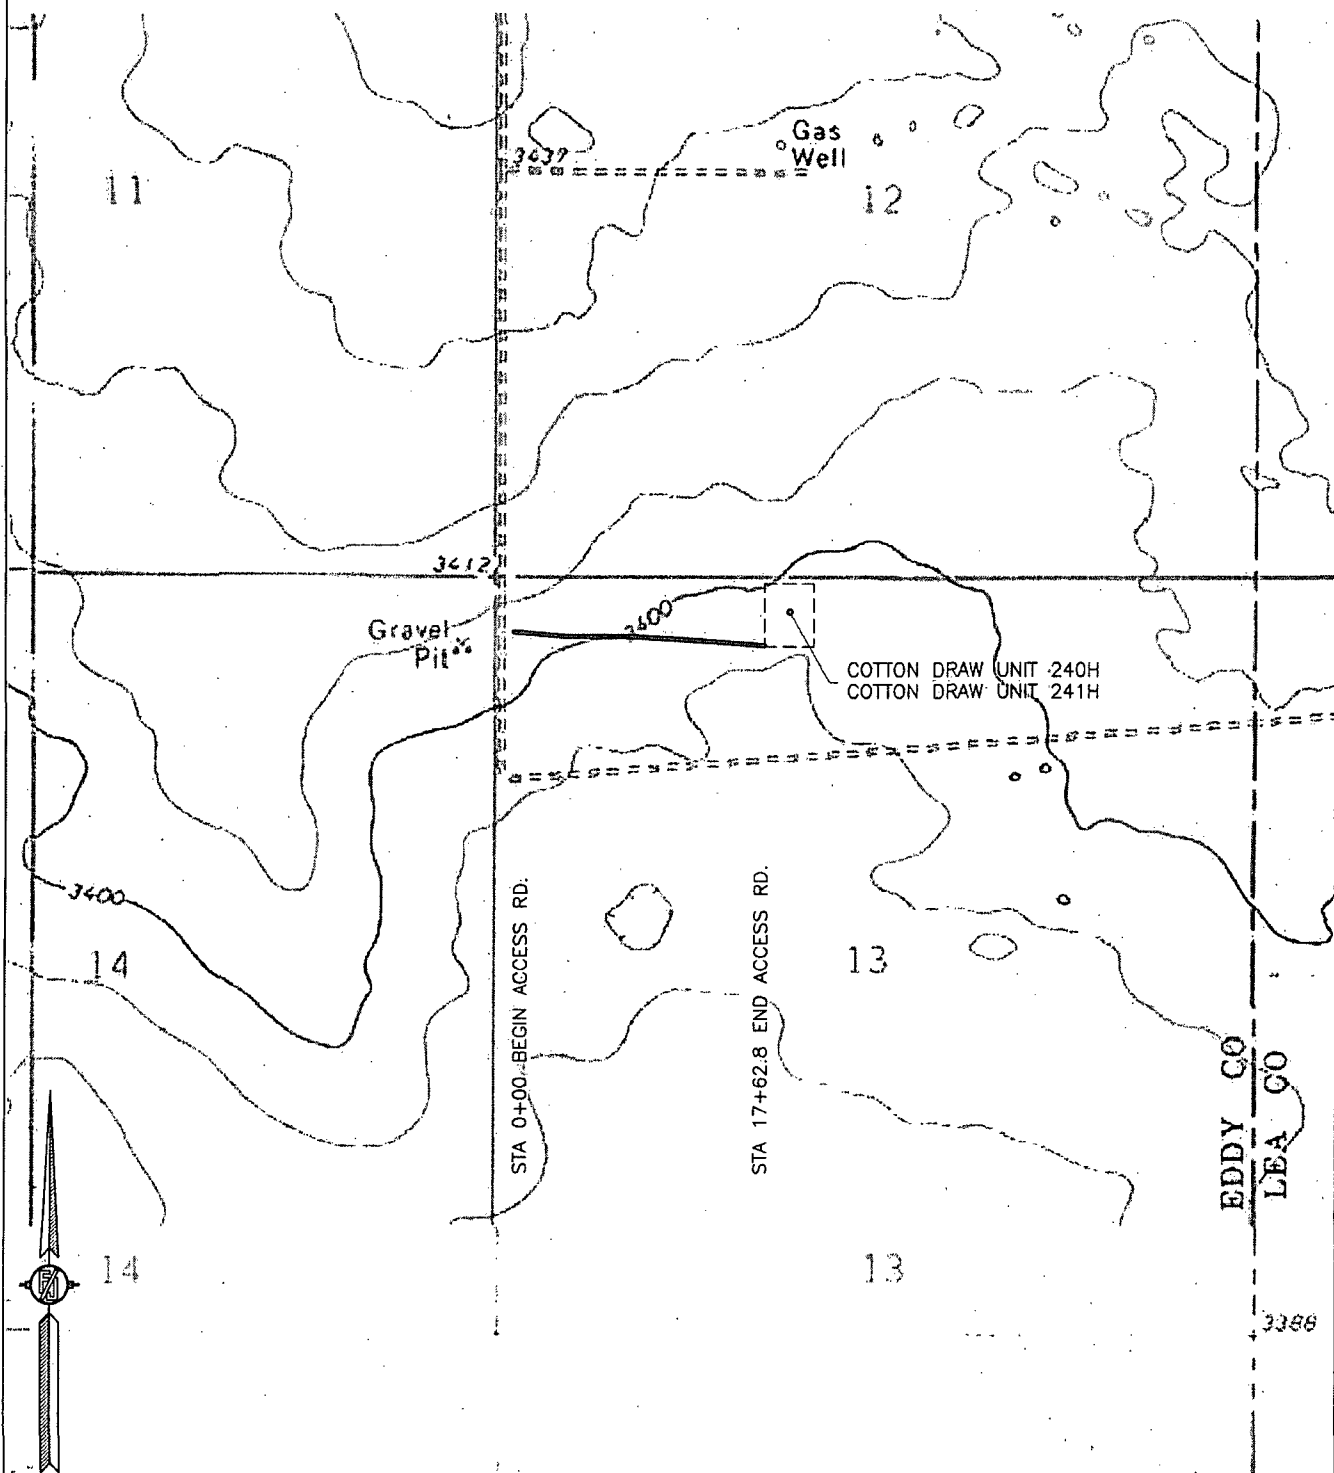 Gas
Well
3437
11
12
3412
3400
Gravel
Pit
COTTON DRAW UNIT 240H
COTTON DRAW UNIT 241H
3400
14
13
STA 0+00 BEGIN ACCESS RD.
STA 17+62.8 END ACCESS RD.
EDDY CO
LEA CO
14
13
3388